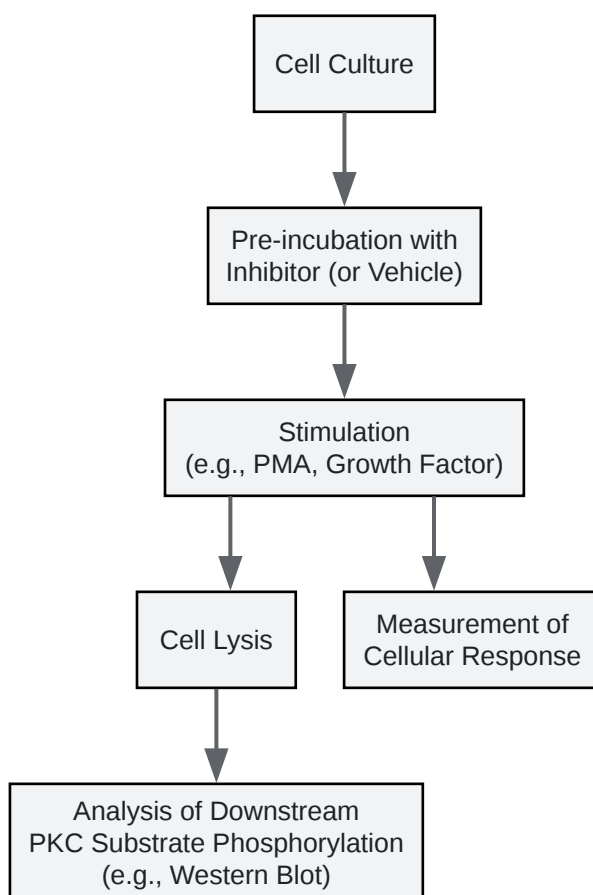 Cell Culture
Pre-incubation with
Inhibitor (or Vehicle)
Stimulation
(e.g., PMA, Growth Factor)
Cell Lysis
Measurement of
Cellular Response
Analysis of Downstream
PKC Substrate Phosphorylation
(e.g., Western Blot)